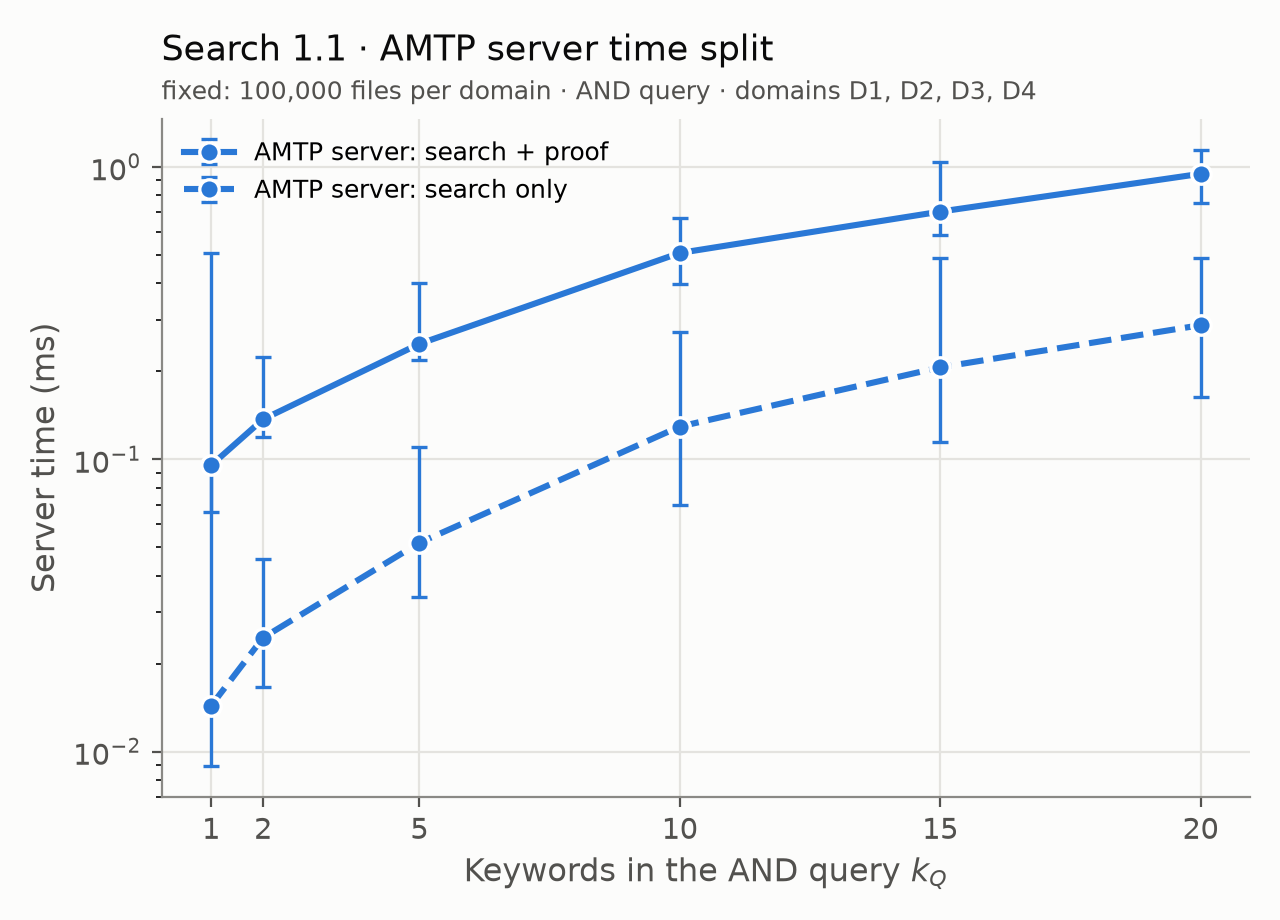 Search 1.1 · AMTP server time split
fixed: 100,000 files per domain · AND query · domains D1, D2, D3, D4
AMTP server: search + proof
AMTP server: search only
Server time (ms)
10⁰
10⁻¹
10⁻²
1 2 5 10 15 20
Keywords in the AND query k_Q